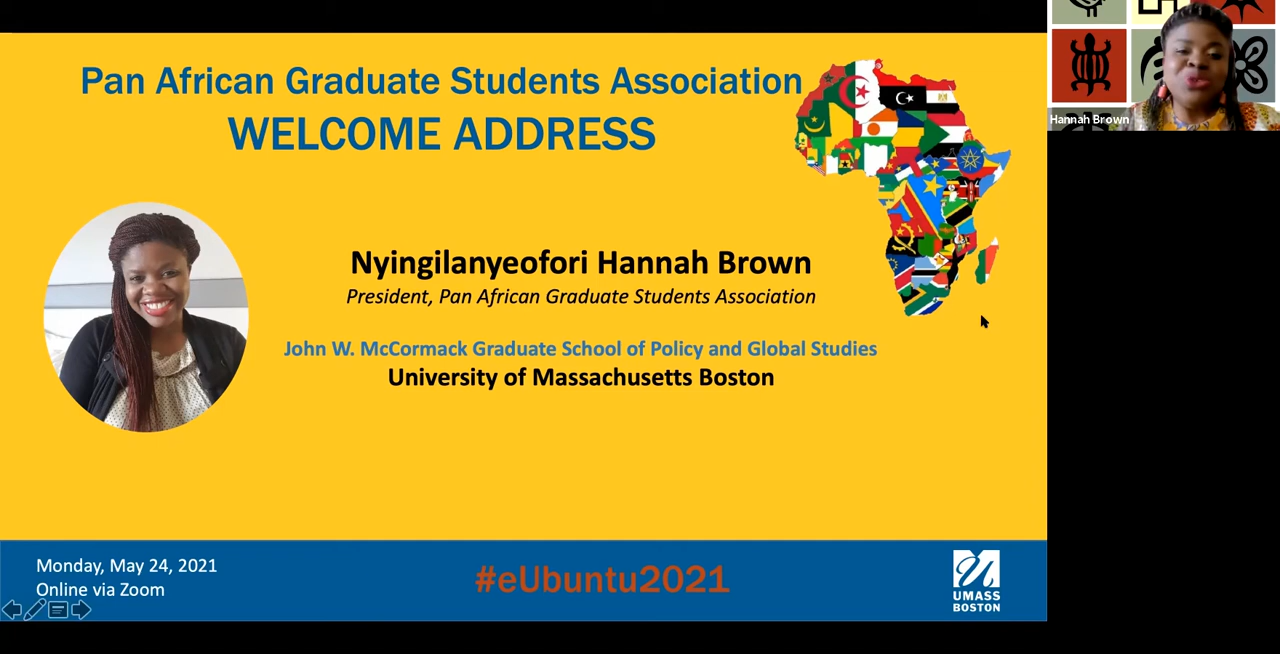 Pan African Graduate Students Association
WELCOME ADDRESS
Nyingilanyeofori Hannah Brown
President, Pan African Graduate Students Association
John W. McCormack Graduate School of Policy and Global Studies
University of Massachusetts Boston
Monday, May 24, 2021
Online via Zoom
#eUbuntu2021
UMASS
BOSTON
Hannah Brown